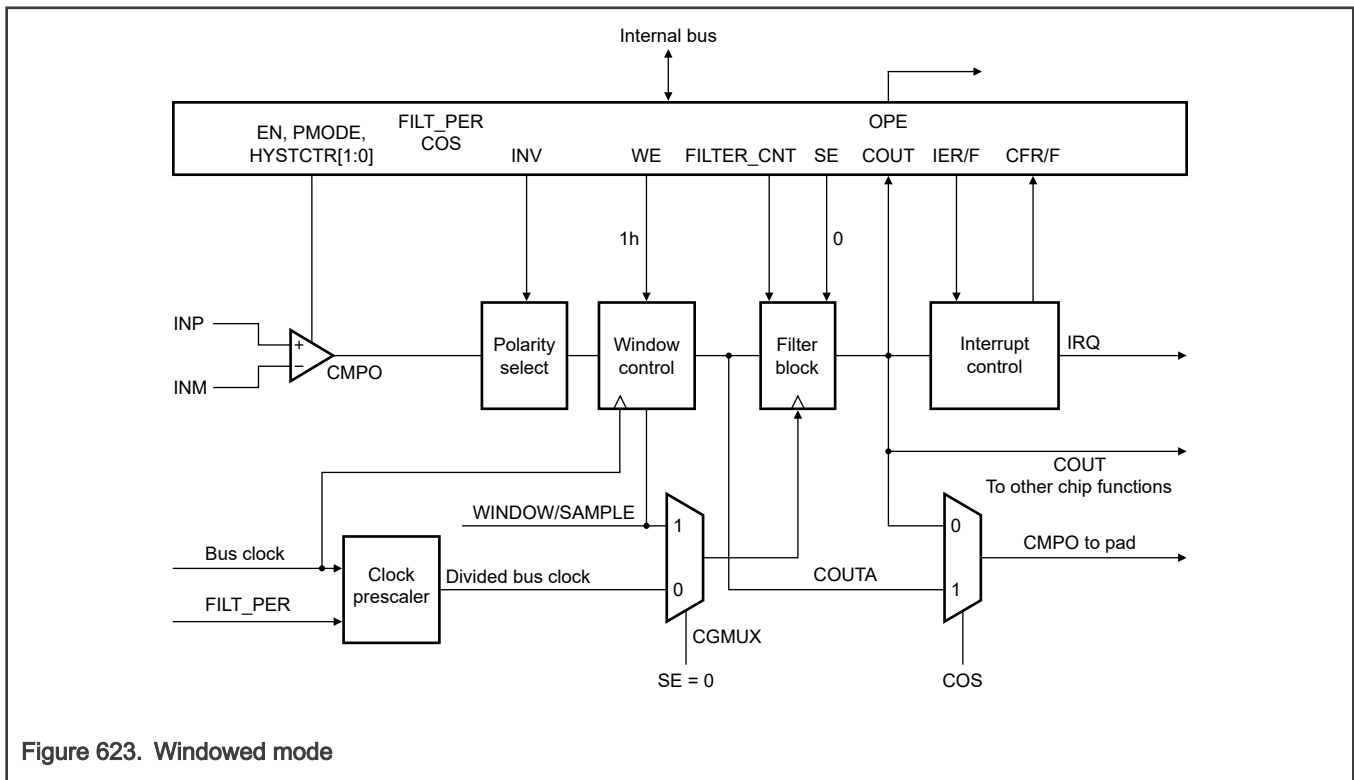 Internal bus
EN, PMODE,
HYSTCTR[1:0]
FILT_PER
COS
INV
WE
FILTER_CNT
SE
OPE
COUT
IER/F
CFR/F
1h
0
INP
INM
+
−
CMPO
Polarity
select
Window
control
Filter
block
Interrupt
control
IRQ
COUT
To other chip functions
WINDOW/SAMPLE
1
0
Bus clock
FILT_PER
Clock
prescaler
Divided bus clock
CGMUX
SE = 0
COUTA
0
1
CMPO to pad
COS
Figure 623. Windowed mode